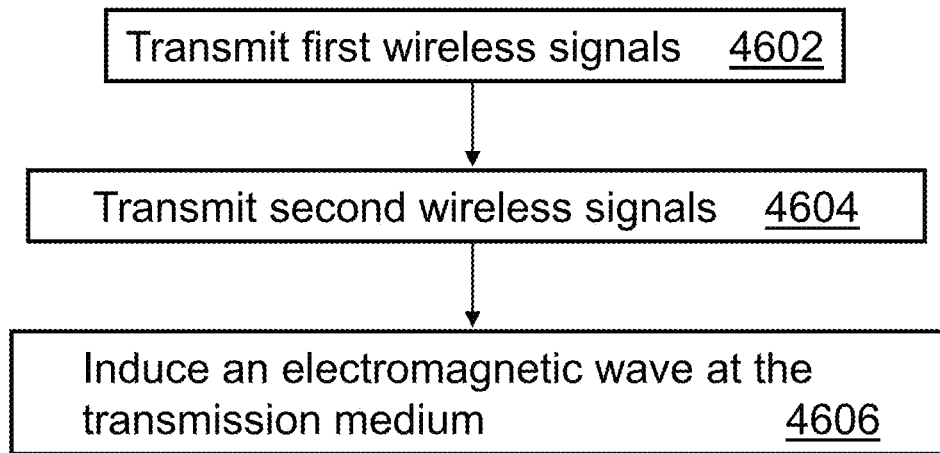 Transmit first wireless signals 4602
Transmit second wireless signals 4604
Induce an electromagnetic wave at the
transmission medium 4606